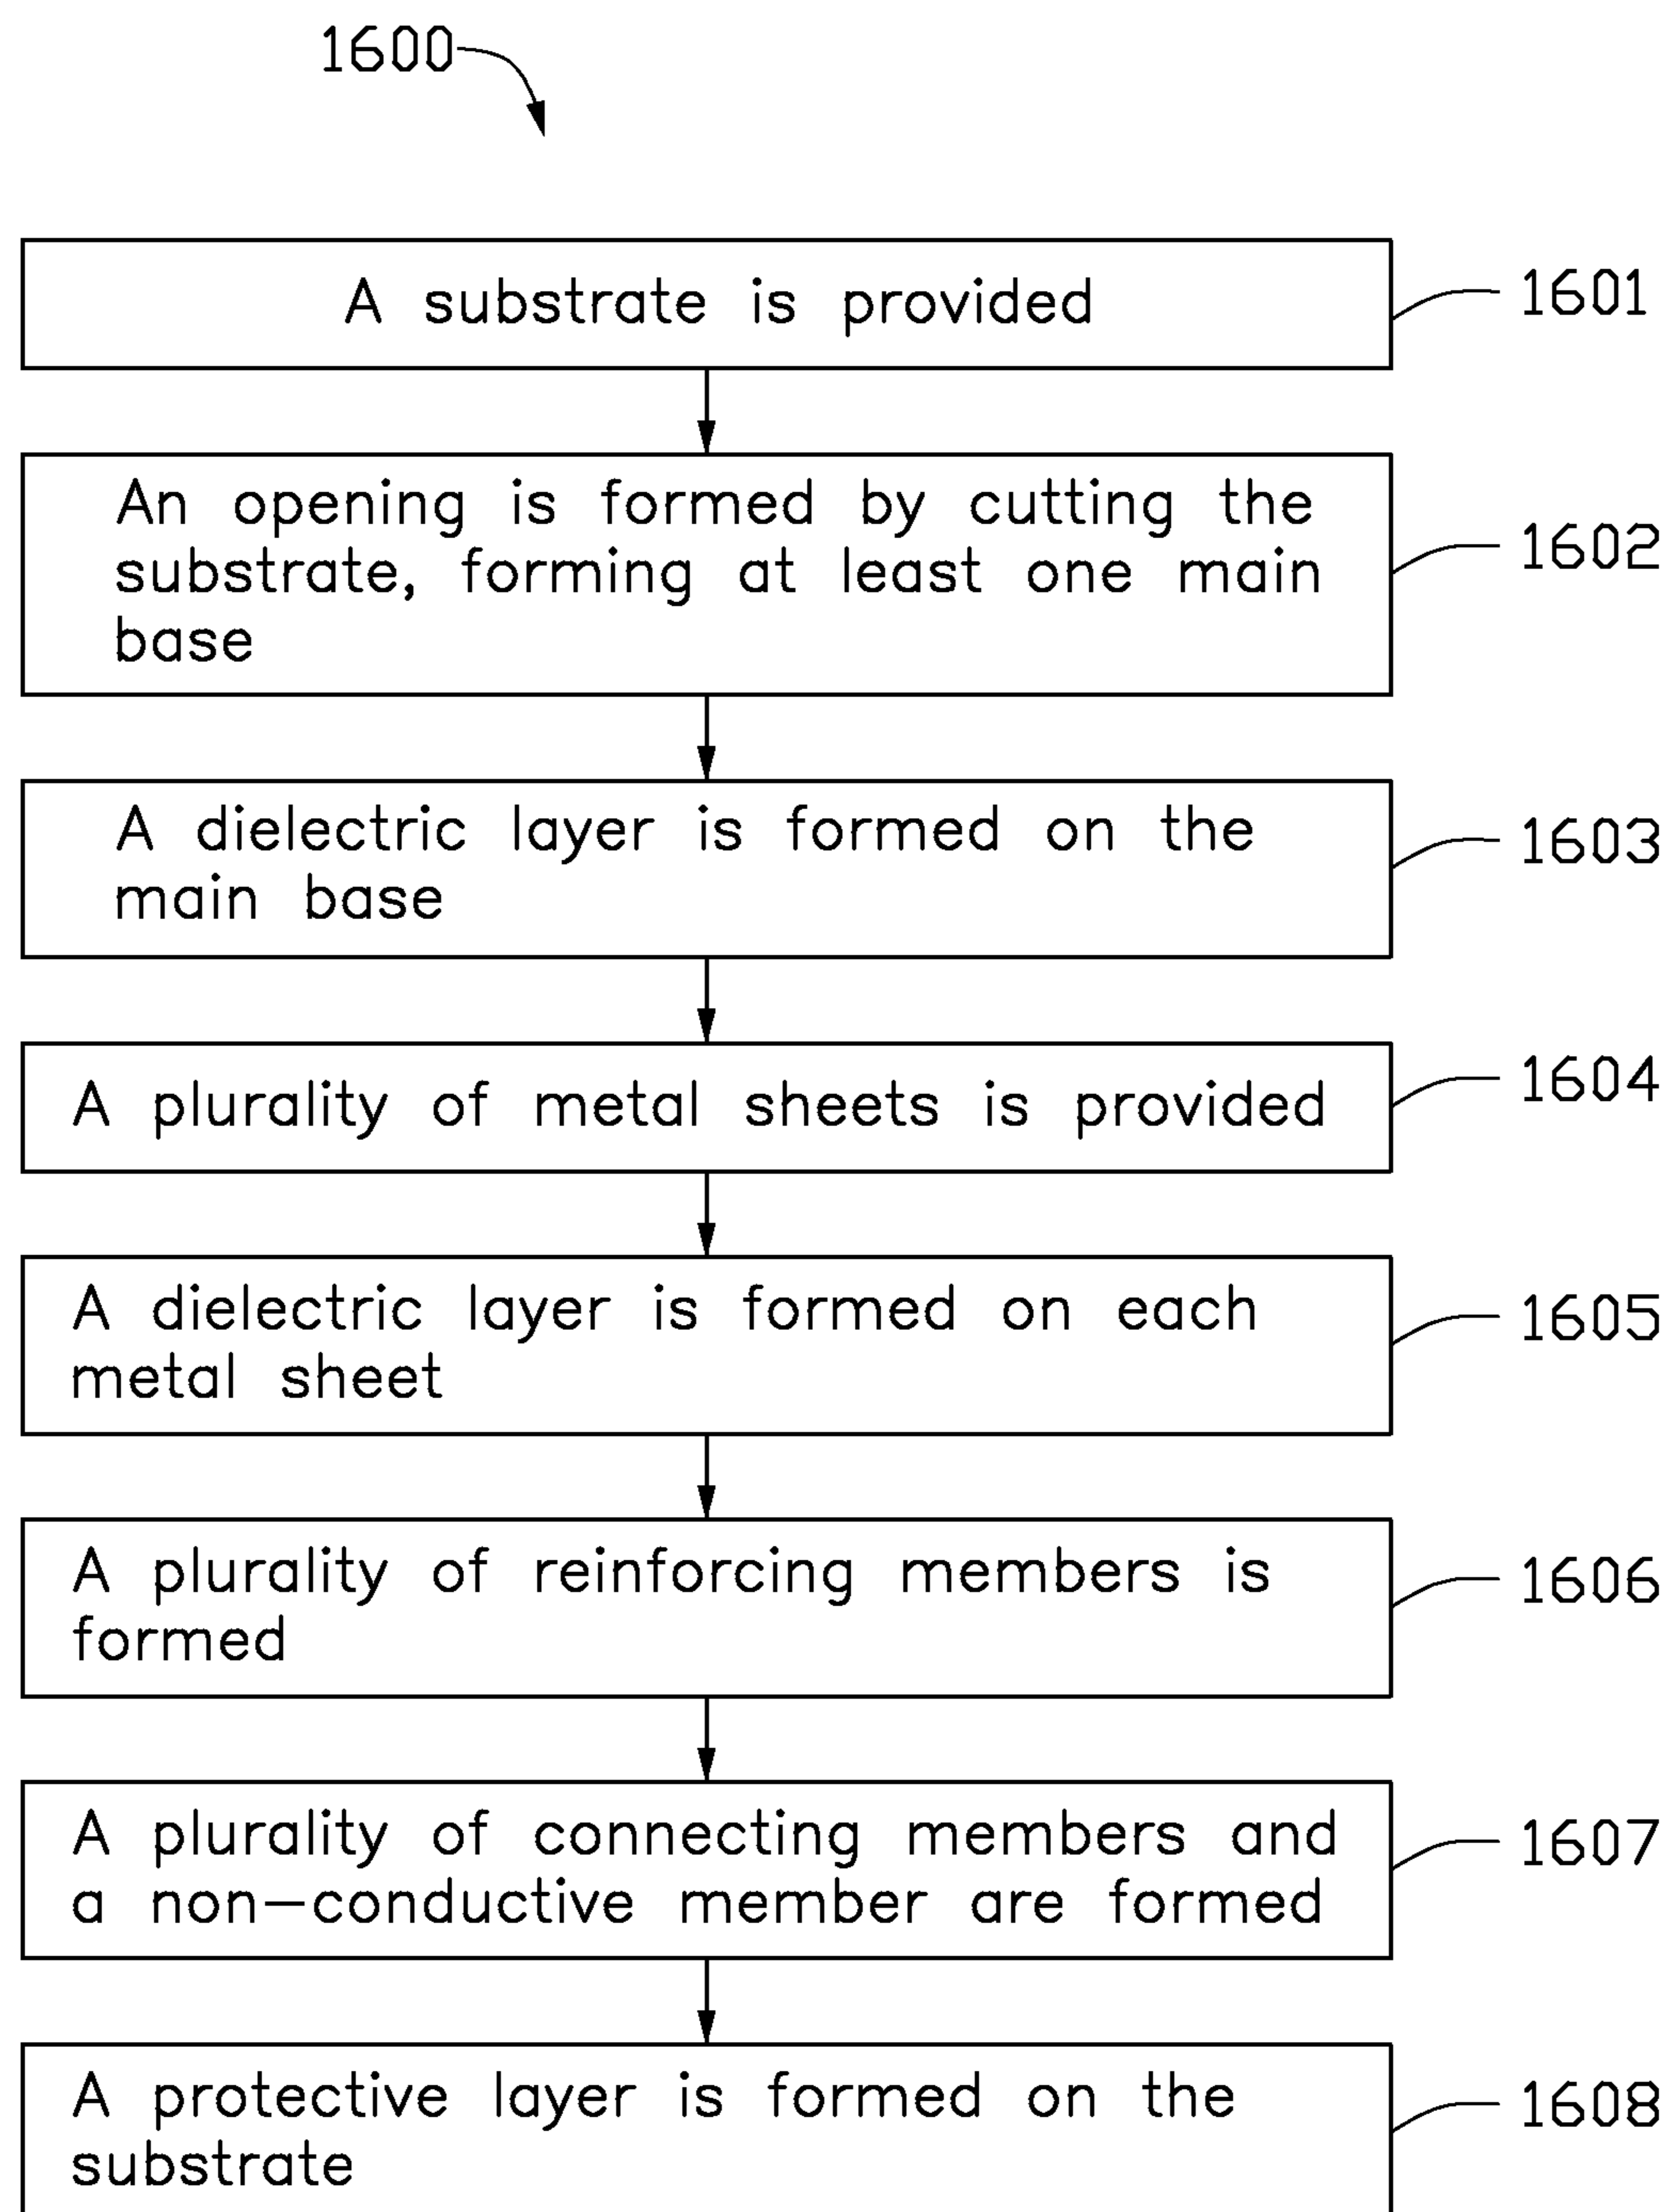 1600
A substrate is provided
1601
An opening is formed by cutting the
substrate, forming at least one main
base
1602
A dielectric layer is formed on the
main base
1603
A plurality of metal sheets is provided
1604
A dielectric layer is formed on each
metal sheet
1605
A plurality of reinforcing members is
formed
1606
A plurality of connecting members and
a non-conductive member are formed
1607
A protective layer is formed on the
substrate
1608